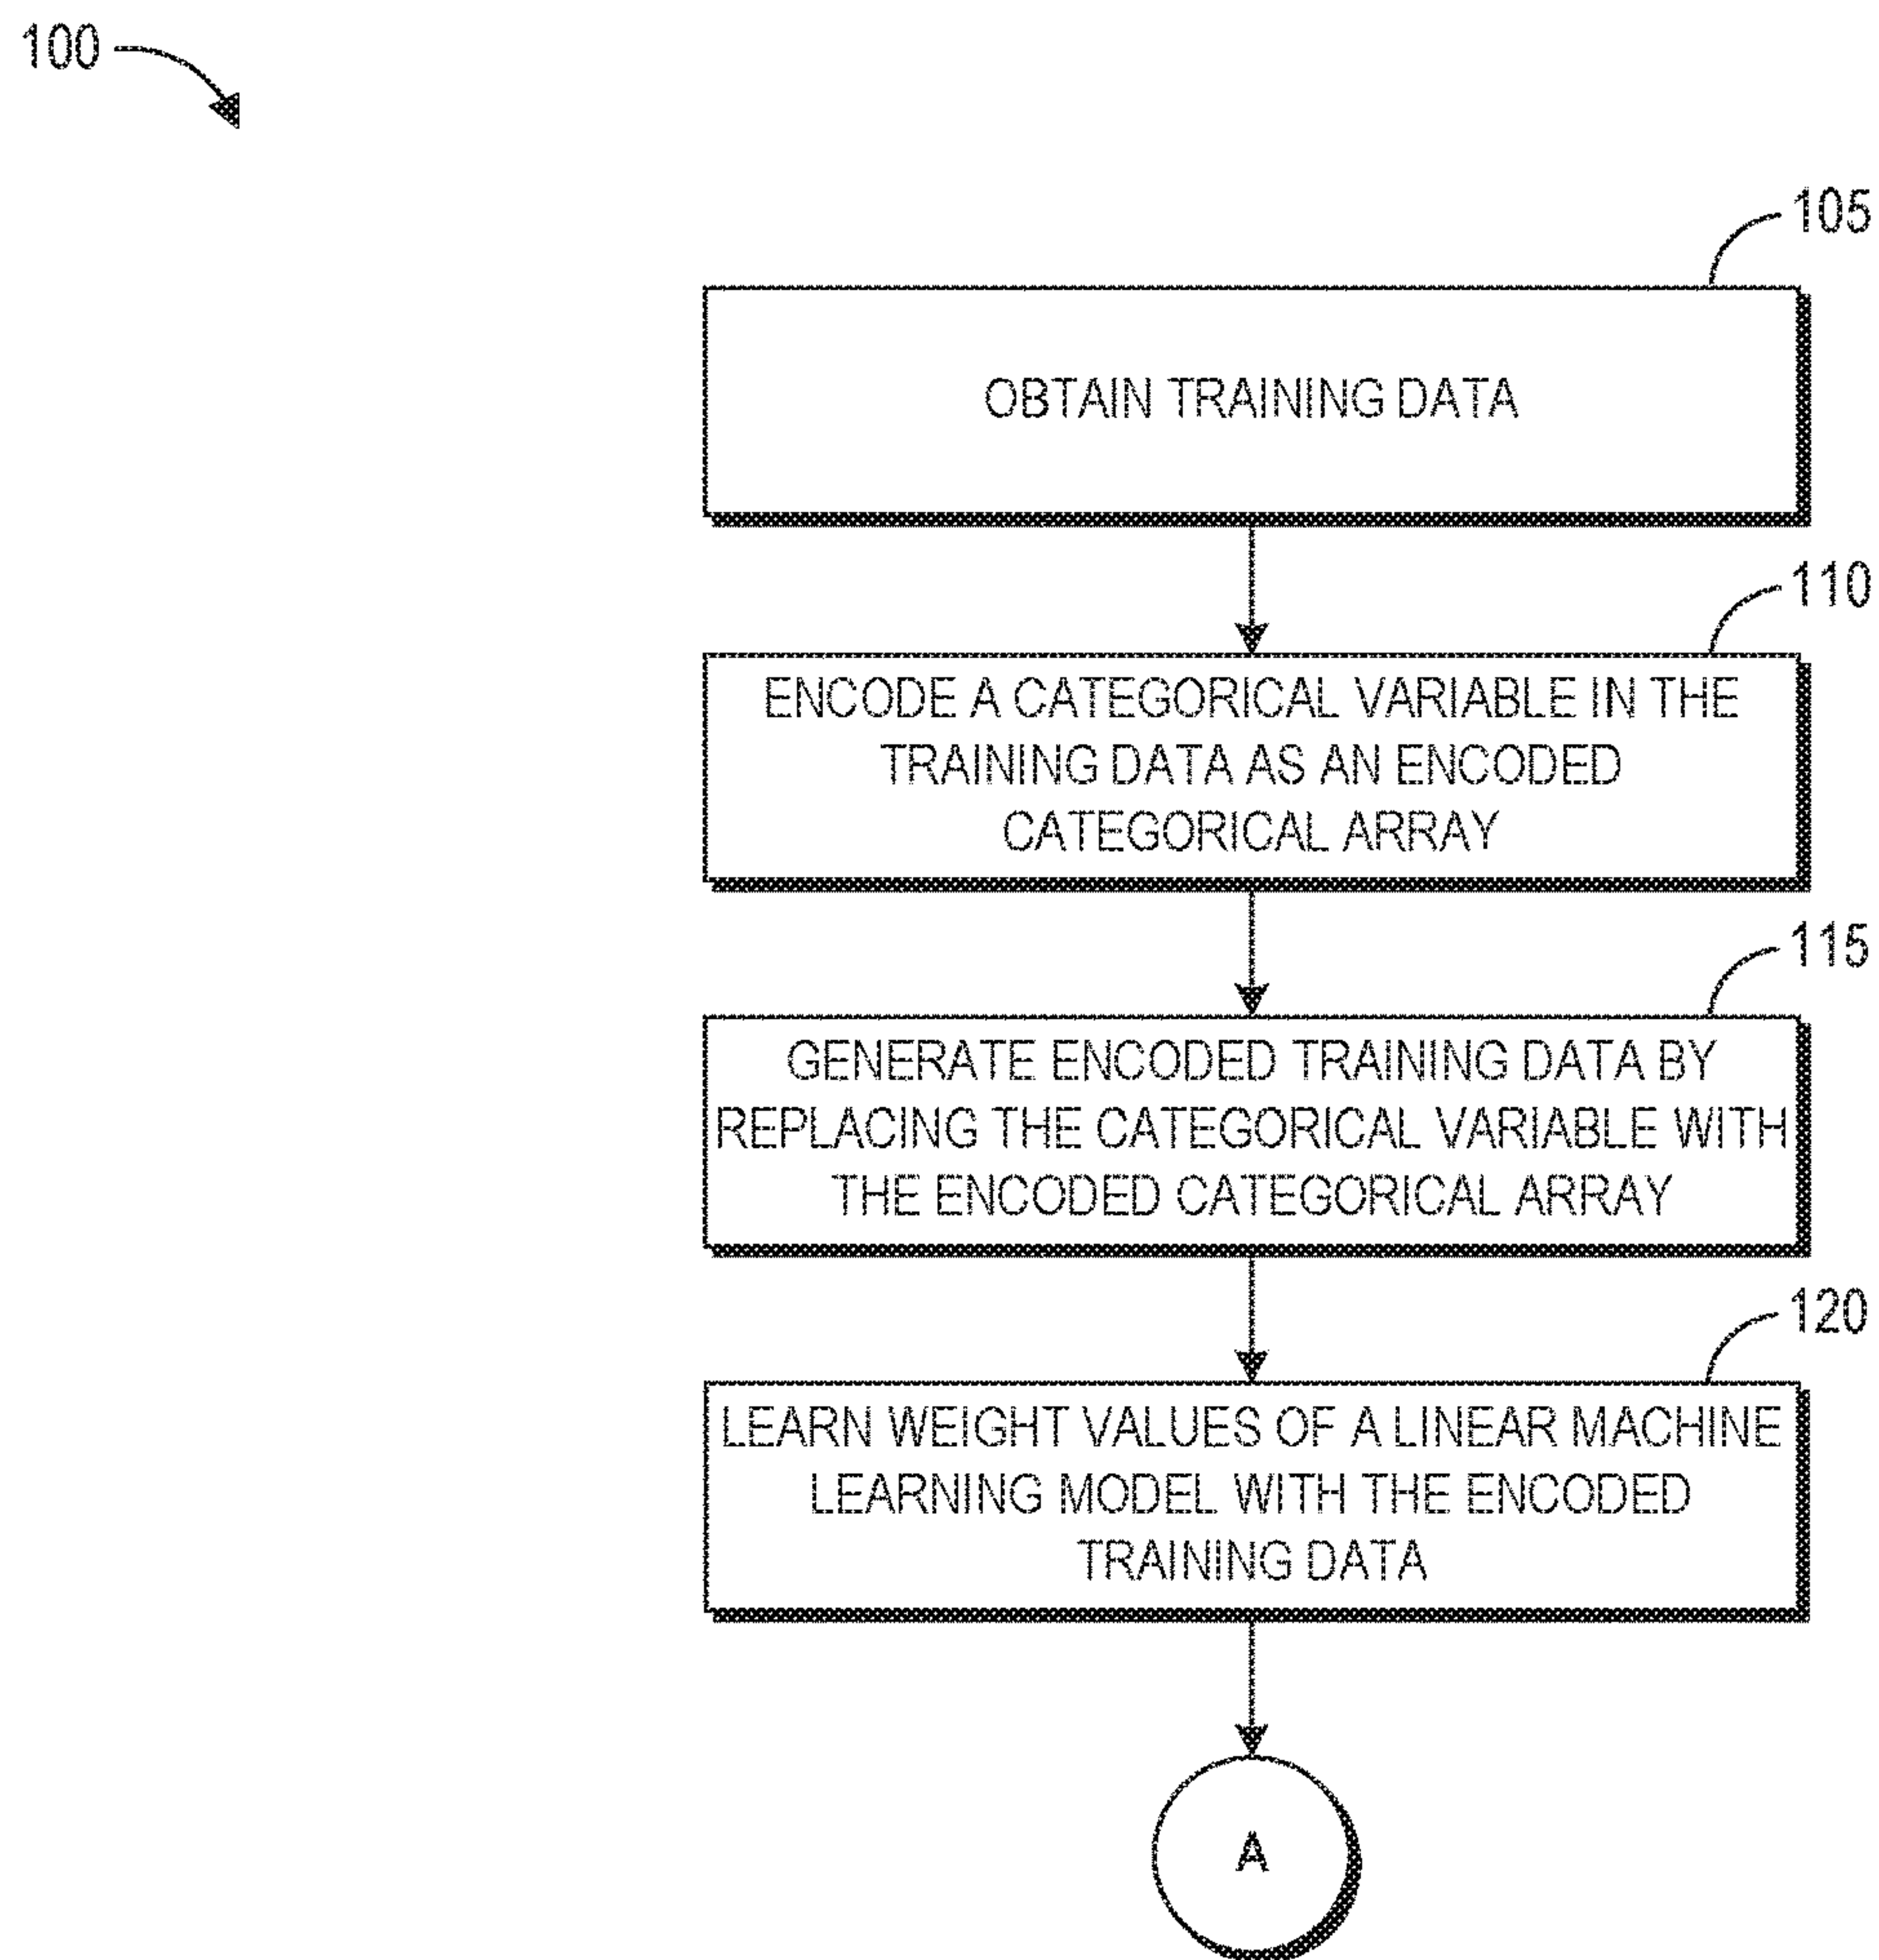 100
105
OBTAIN TRAINING DATA
110
ENCODE A CATEGORICAL VARIABLE IN THE
TRAINING DATA AS AN ENCODED
CATEGORICAL ARRAY
115
GENERATE ENCODED TRAINING DATA BY
REPLACING THE CATEGORICAL VARIABLE WITH
THE ENCODED CATEGORICAL ARRAY
120
LEARN WEIGHT VALUES OF A LINEAR MACHINE
LEARNING MODEL WITH THE ENCODED
TRAINING DATA
A